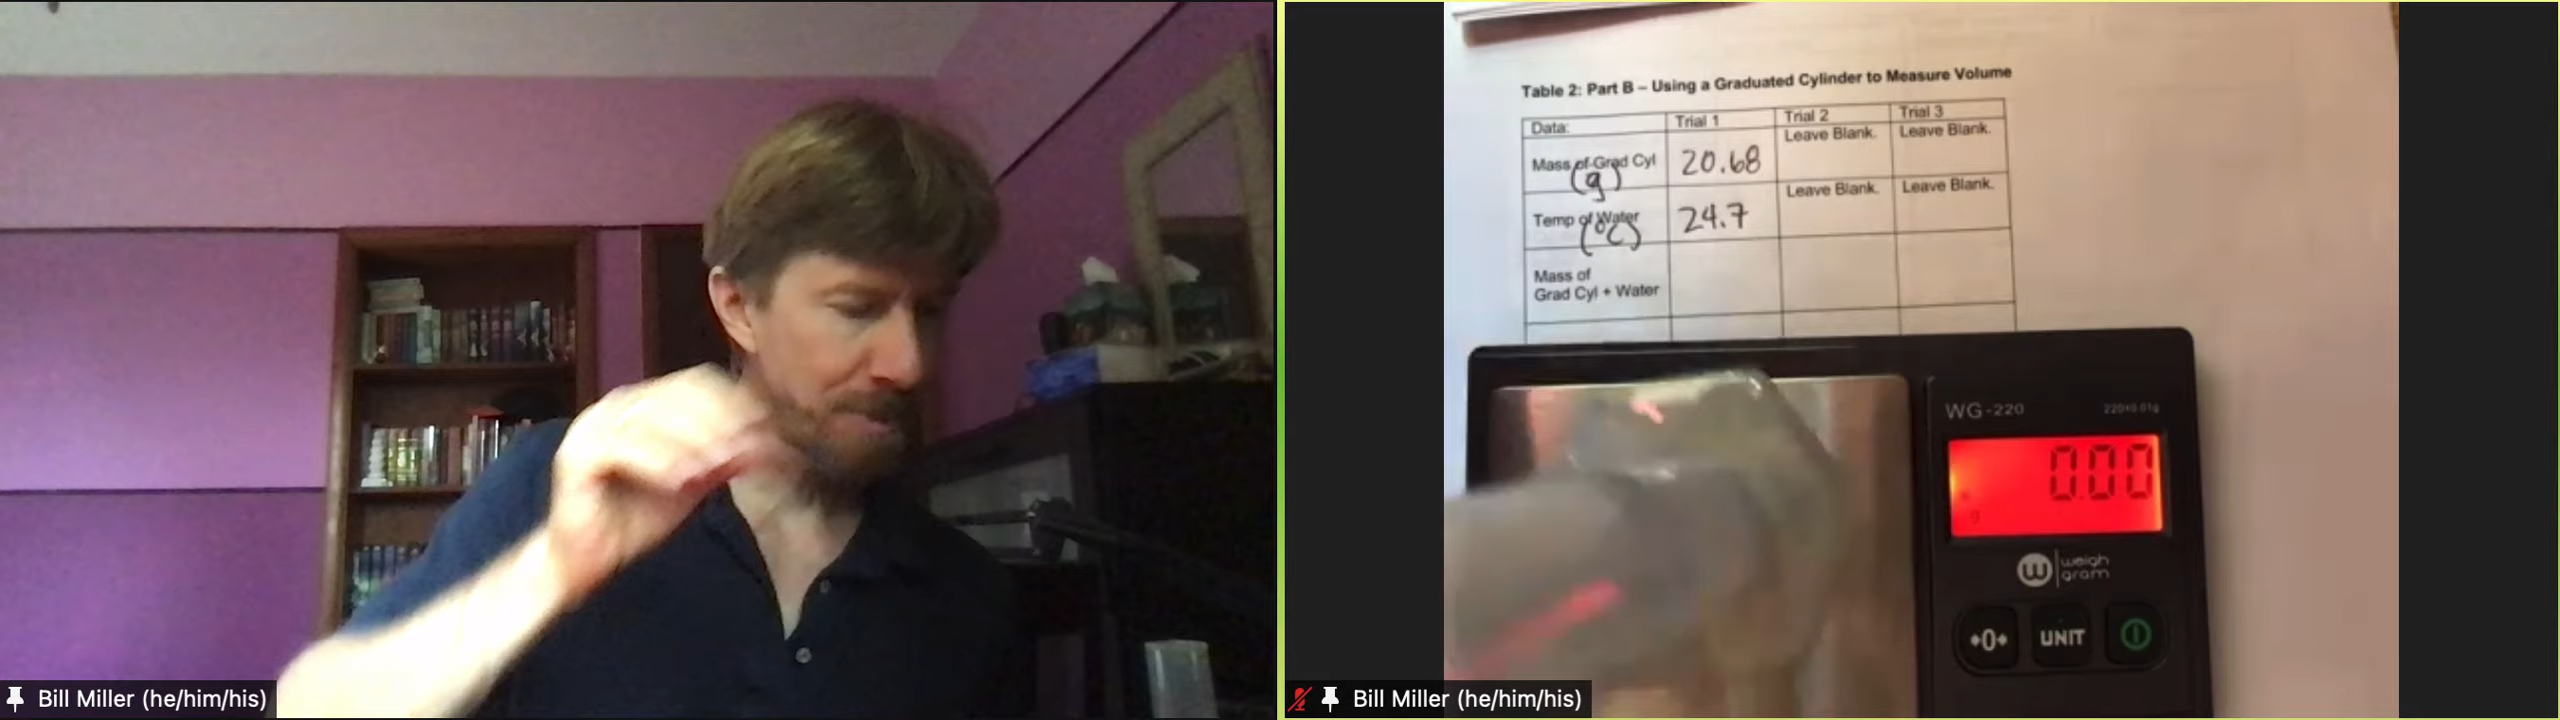 Table 2: Part B – Using a Graduated Cylinder to Measure Volume
Data: Trial 1 Trial 2 Trial 3
Mass of Grad Cyl (g) 20.68 Leave Blank. Leave Blank.
Temp of Water (°C) 24.7 Leave Blank. Leave Blank.
Mass of
Grad Cyl + Water
WG-220 220x0.01g
0.00
g
w weigh
gram
→0← UNIT
Bill Miller (he/him/his)
Bill Miller (he/him/his)